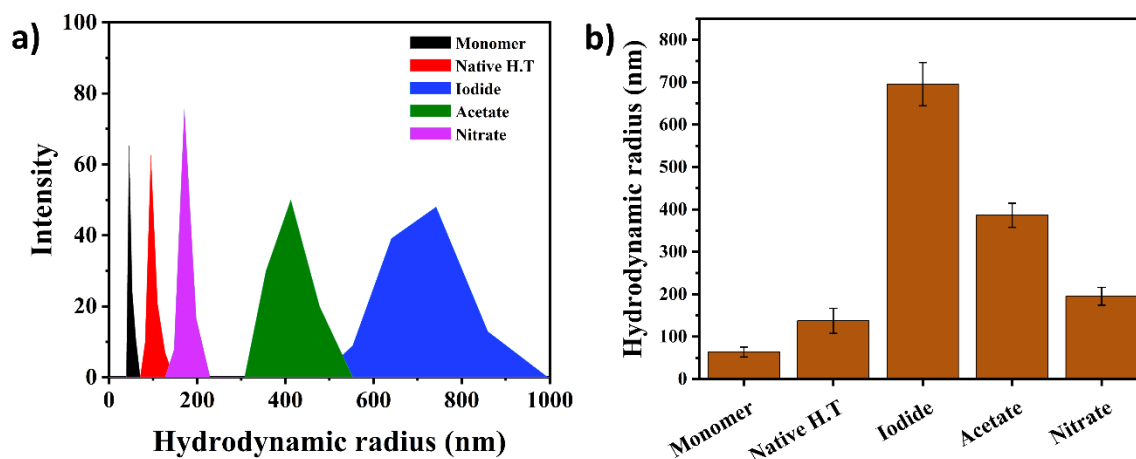 a)
100
80
60
40
20
0
Intensity
Monomer
Native H.T
Iodide
Acetate
Nitrate
0 200 400 600 800 1000
Hydrodynamic radius (nm)
b)
800
700
600
500
400
300
200
100
0
Hydrodynamic radius (nm)
Monomer
Native H.T
Iodide
Acetate
Nitrate